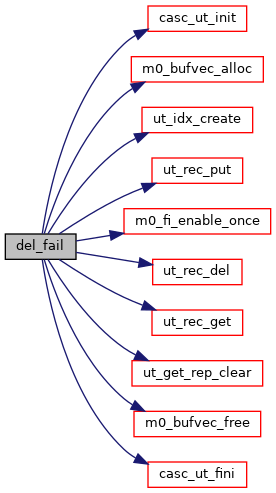 casc_ut_init
m0_bufvec_alloc
ut_idx_create
ut_rec_put
del_fail
m0_fi_enable_once
ut_rec_del
ut_rec_get
ut_get_rep_clear
m0_bufvec_free
casc_ut_fini